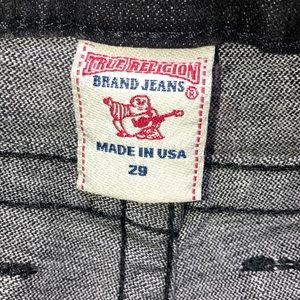 TRUE RELIGION
BRAND JEANS®
MADE IN USA
29